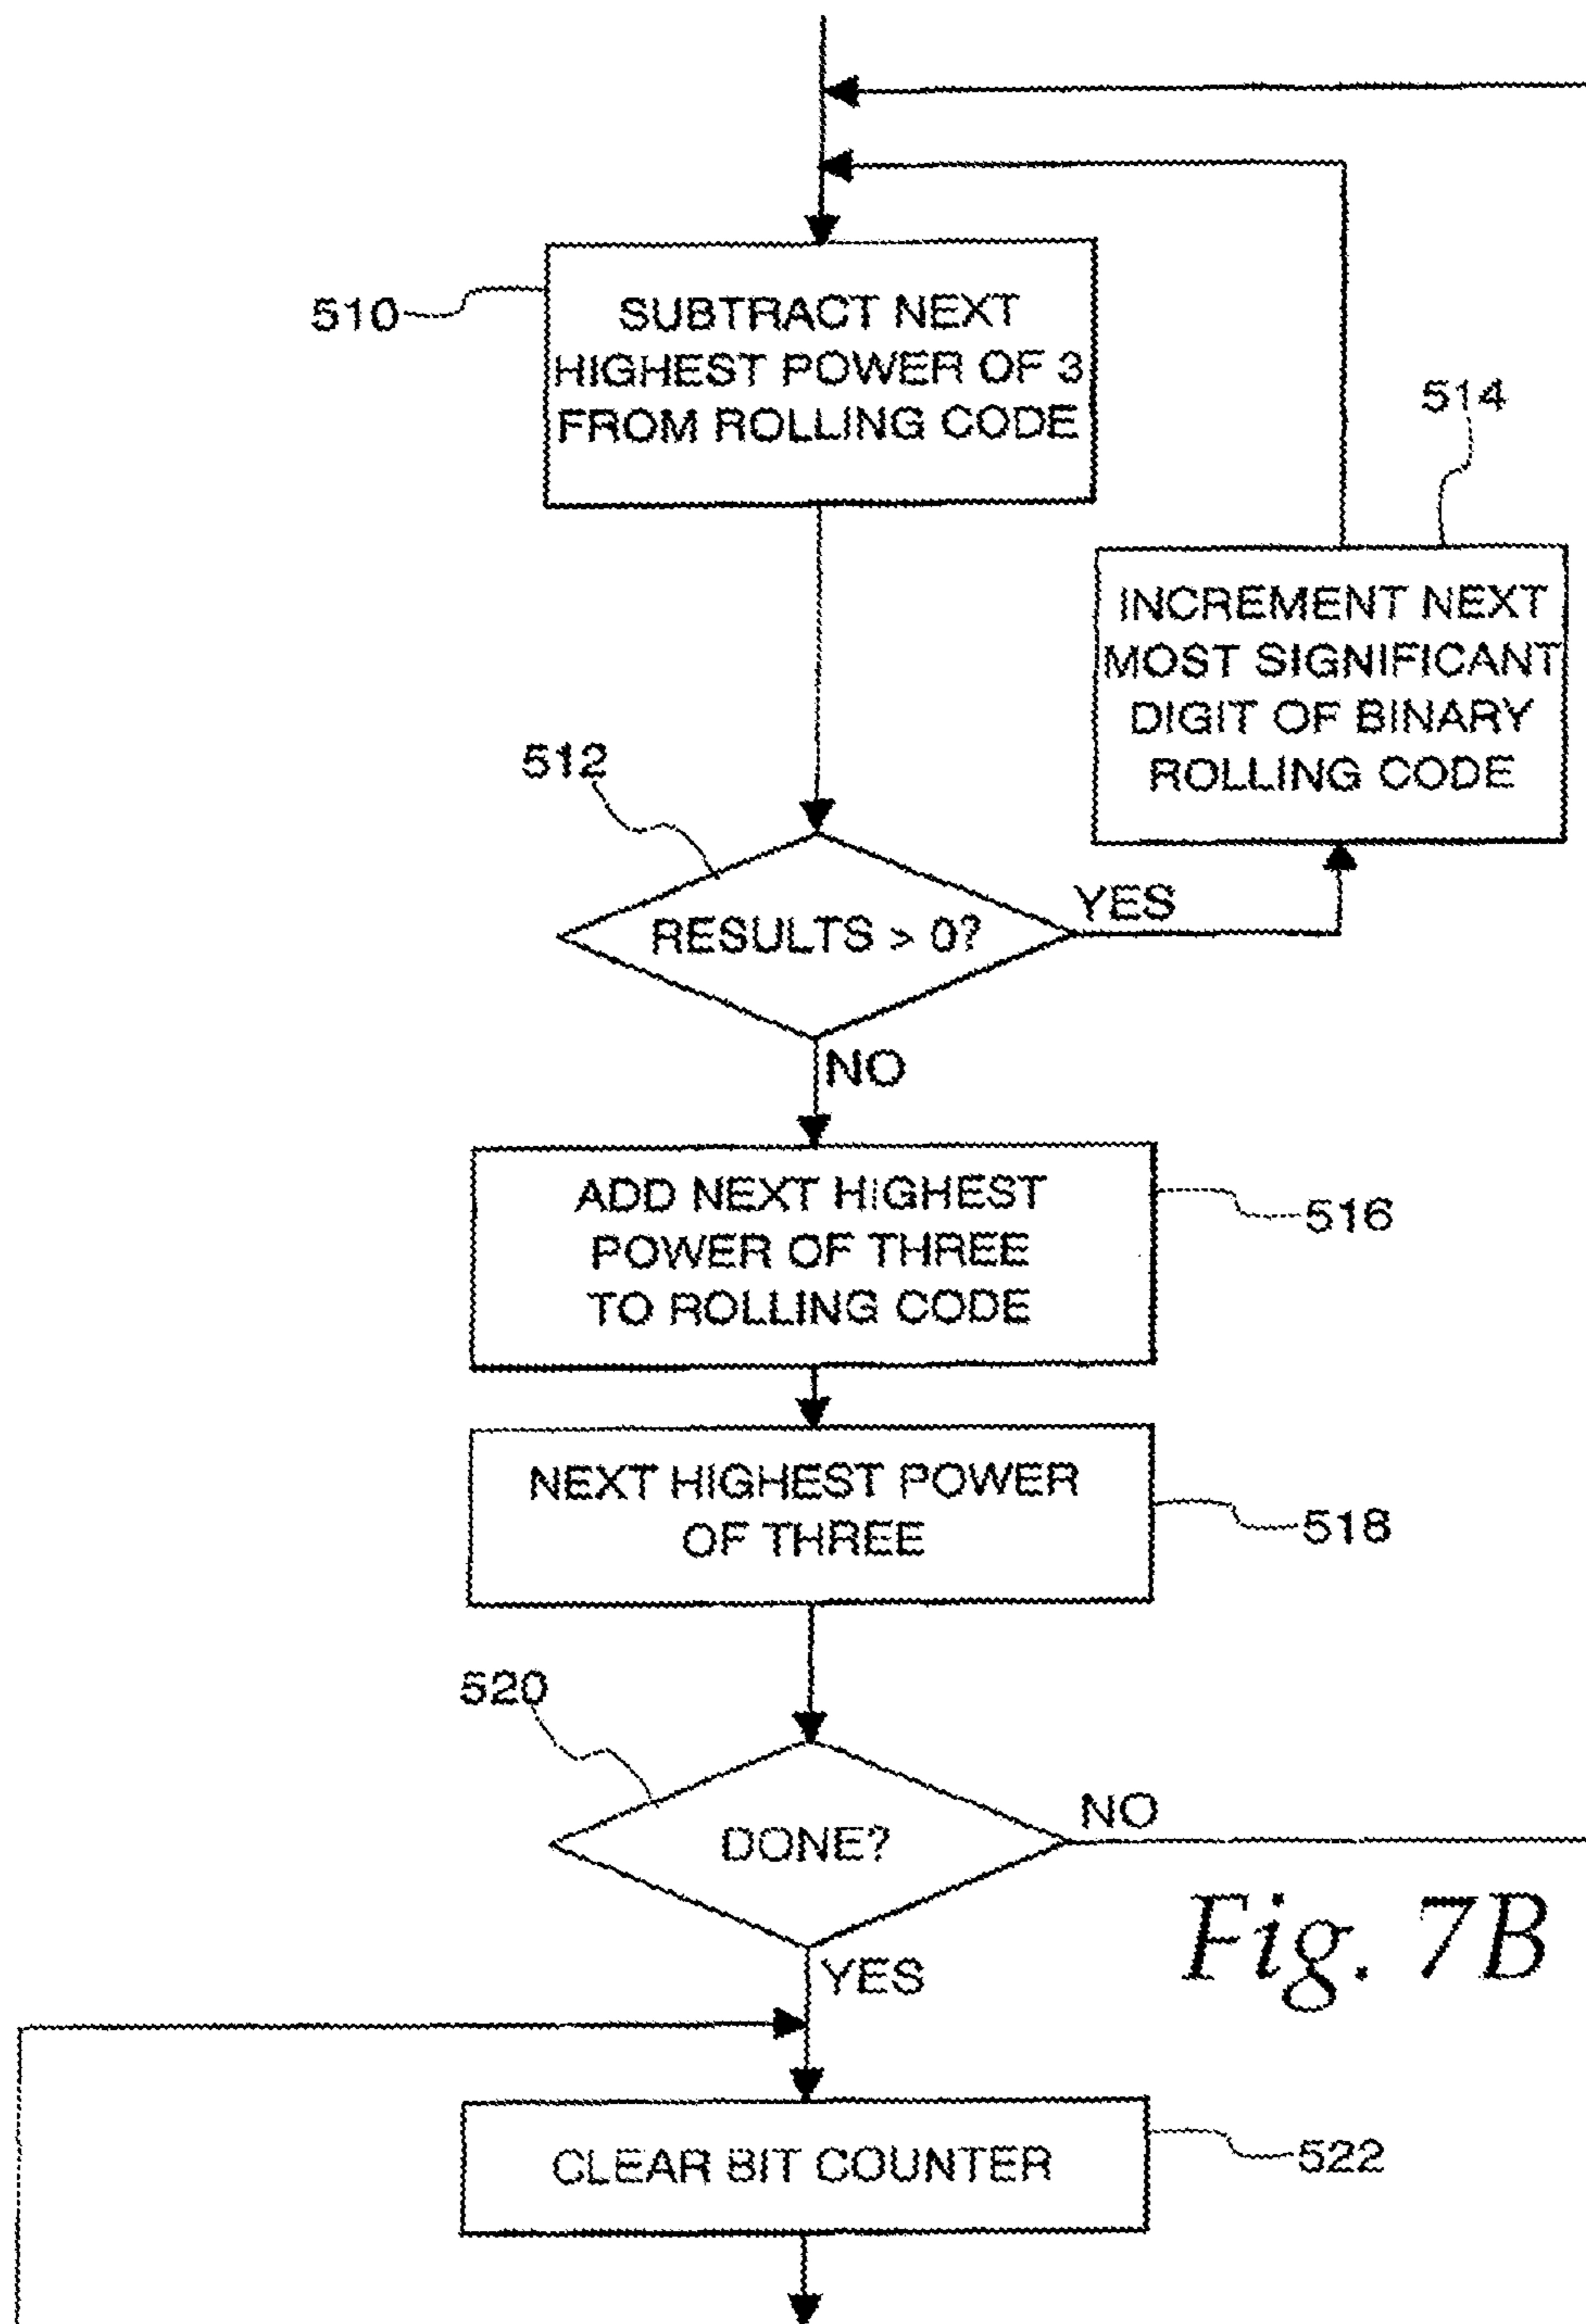 510
SUBTRACT NEXT
HIGHEST POWER OF 3
FROM ROLLING CODE
514
INCREMENT NEXT
MOST SIGNIFICANT
DIGIT OF BINARY
ROLLING CODE
512
RESULTS > 0?
YES
NO
ADD NEXT HIGHEST
POWER OF THREE
TO ROLLING CODE
516
NEXT HIGHEST POWER
OF THREE
518
520
DONE?
NO
YES
Fig. 7B
CLEAR BIT COUNTER
522